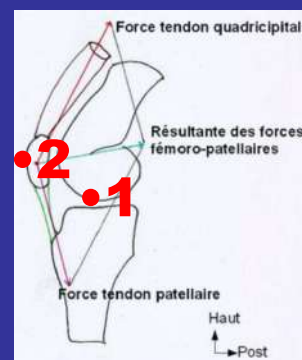 Force tendon quadricipital
Résultante des forces
fémoro-patellaires
2
1
Force tendon patellaire
Haut
Post